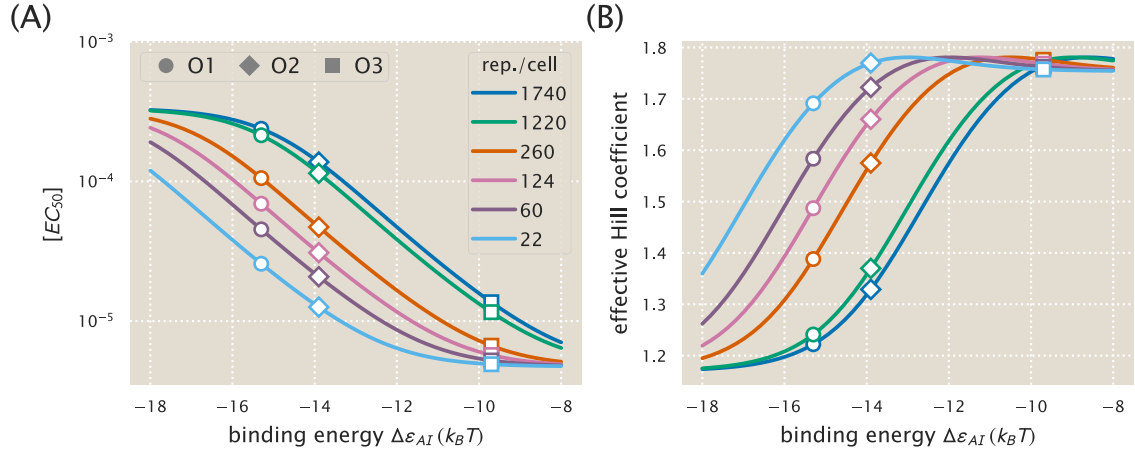 (A)
10⁻³
10⁻⁴
10⁻⁵
[EC₅₀]
O1 O2 O3
rep./cell
1740
1220
260
124
60
22
−18 −16 −14 −12 −10 −8
binding energy Δε_AI (k_BT)
(B)
1.8
1.7
1.6
1.5
1.4
1.3
1.2
effective Hill coefficient
−18 −16 −14 −12 −10 −8
binding energy Δε_AI (k_BT)